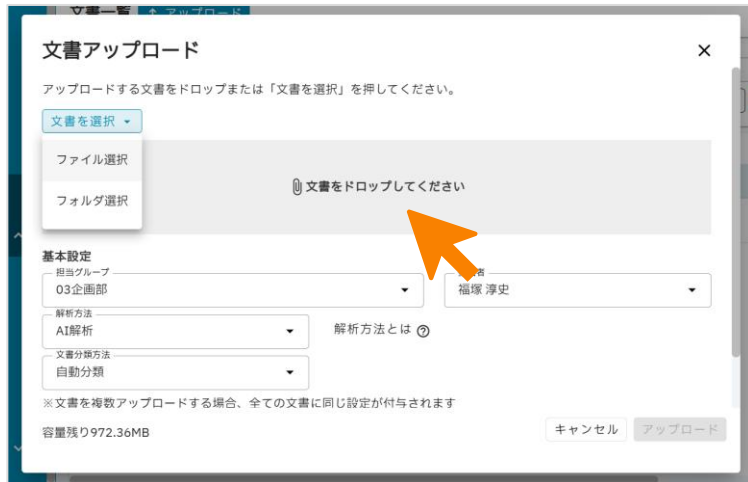 文書一覧 ↑ アップロード
文書アップロード ×
アップロードする文書をドロップまたは「文書を選択」を押してください。
文書を選択
ファイル選択
フォルダ選択
文書をドロップしてください
基本設定
担当グループ
03企画部
者
福塚 淳史
解析方法
AI解析
解析方法とは ?
文書分類方法
自動分類
※文書を複数アップロードする場合、全ての文書に同じ設定が付与されます
容量残り972.36MB
キャンセル アップロード